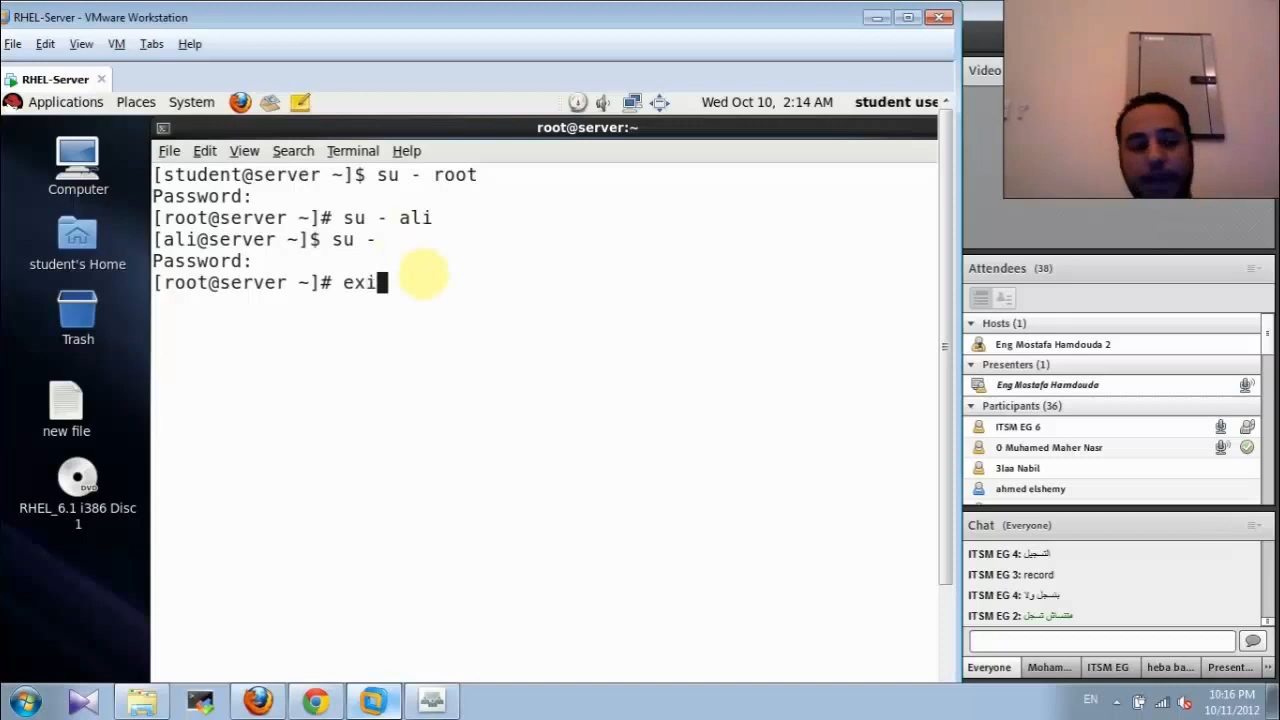 RHEL-Server - VMware Workstation
File Edit View VM Tabs Help
RHEL-Server
Applications Places System Wed Oct 10, 2:14 AM student use
root@server:~
File Edit View Search Terminal Help
[student@server ~]$ su - root
Password:
[root@server ~]# su - ali
[ali@server ~]$ su -
Password:
[root@server ~]# exi
Computer
student's Home
Trash
new file
RHEL_6.1 i386 Disc
1
Video
Attendees (38)
Hosts (1)
Eng Mostafa Hamdouda 2
Presenters (1)
Eng Mostafa Hamdouda
Participants (36)
ITSM EG 6
0 Muhamed Maher Nasr
3laa Nabil
ahmed elshemy
Chat (Everyone)
ITSM EG 4: التسجيل
ITSM EG 3: record
ITSM EG 4: بنسجل ولا
ITSM EG 2: متنساش تسجل
Everyone Moham... ITSM EG heba ba... Present...
EN 10:16 PM
10/11/2012